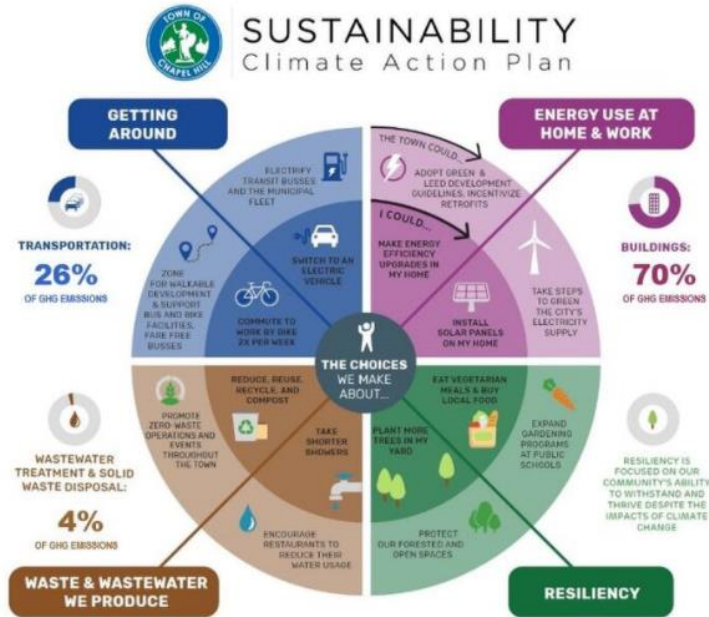 TOWN OF
CHAPEL HILL
SUSTAINABILITY
Climate Action Plan
GETTING
AROUND
ENERGY USE AT
HOME & WORK
TRANSPORTATION:
26%
OF GHG EMISSIONS
ELECTRIFY
TRANSIT BUSSES
AND THE MUNICIPAL
FLEET
ZONE
FOR WALKABLE
DEVELOPMENT
& SUPPORT
BUS AND BIKE
FACILITIES,
FARE FREE
BUSSES
SWITCH TO AN
ELECTRIC
VEHICLE
COMMUTE TO
WORK BY BIKE
2X PER WEEK
THE TOWN COULD...
ADOPT GREEN &
LEED DEVELOPMENT
GUIDELINES, INCENTIVIZE
RETROFITS
I COULD...
MAKE ENERGY
EFFICIENCY
UPGRADES IN
MY HOME
INSTALL
SOLAR PANELS
ON MY HOME
TAKE STEPS
TO GREEN
THE CITY'S
ELECTRICITY
SUPPLY
BUILDINGS:
70%
OF GHG EMISSIONS
THE CHOICES
WE MAKE
ABOUT...
REDUCE, REUSE,
RECYCLE, AND
COMPOST
TAKE
SHORTER
SHOWERS
PROMOTE
ZERO-WASTE
OPERATIONS AND
EVENTS
THROUGHOUT
THE TOWN
ENCOURAGE
RESTAURANTS TO
REDUCE THEIR
WATER USAGE
WASTEWATER
TREATMENT & SOLID
WASTE DISPOSAL:
4%
OF GHG EMISSIONS
EAT VEGETARIAN
MEALS & BUY
LOCAL FOOD
PLANT MORE
TREES IN MY
YARD
EXPAND
GARDENING
PROGRAMS
AT PUBLIC
SCHOOLS
PROTECT
OUR FORESTED AND
OPEN SPACES
RESILIENCY IS
FOCUSED ON OUR
COMMUNITY'S ABILITY
TO WITHSTAND AND
THRIVE DESPITE THE
IMPACTS OF CLIMATE
CHANGE
WASTE & WASTEWATER
WE PRODUCE
RESILIENCY